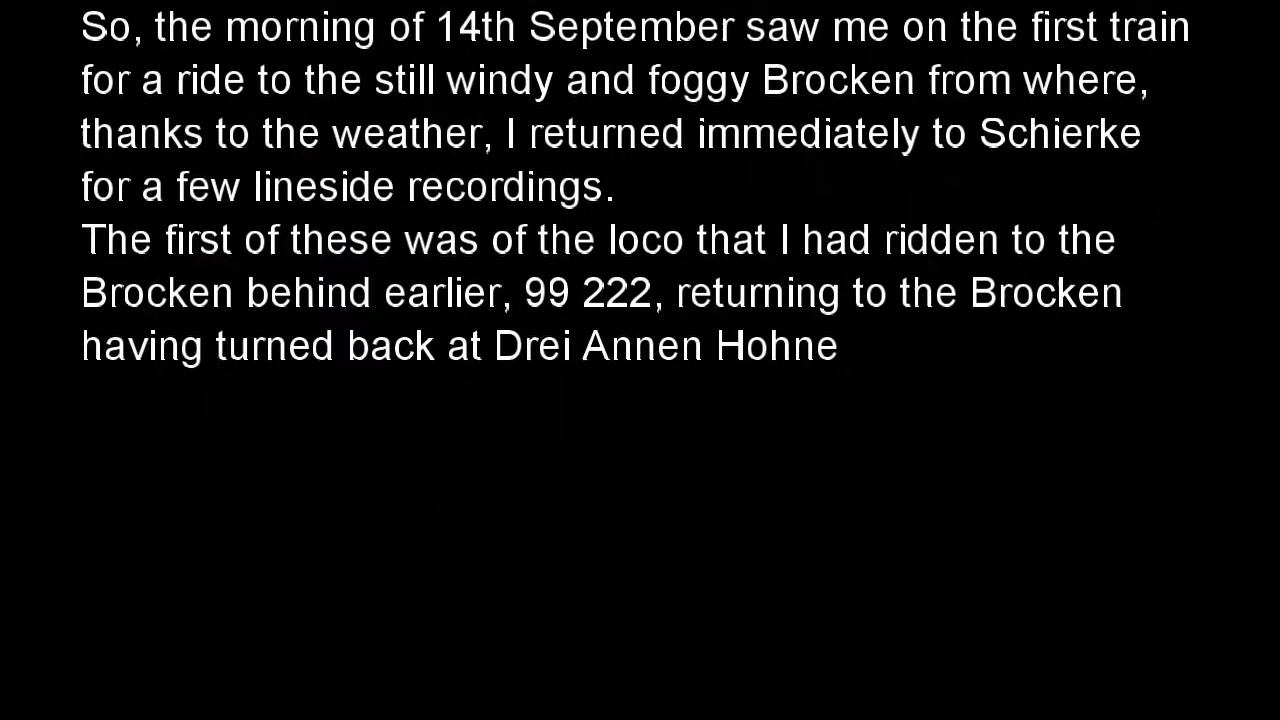 So, the morning of 14th September saw me on the first train
for a ride to the still windy and foggy Brocken from where,
thanks to the weather, I returned immediately to Schierke
for a few lineside recordings.
The first of these was of the loco that I had ridden to the
Brocken behind earlier, 99 222, returning to the Brocken
having turned back at Drei Annen Hohne